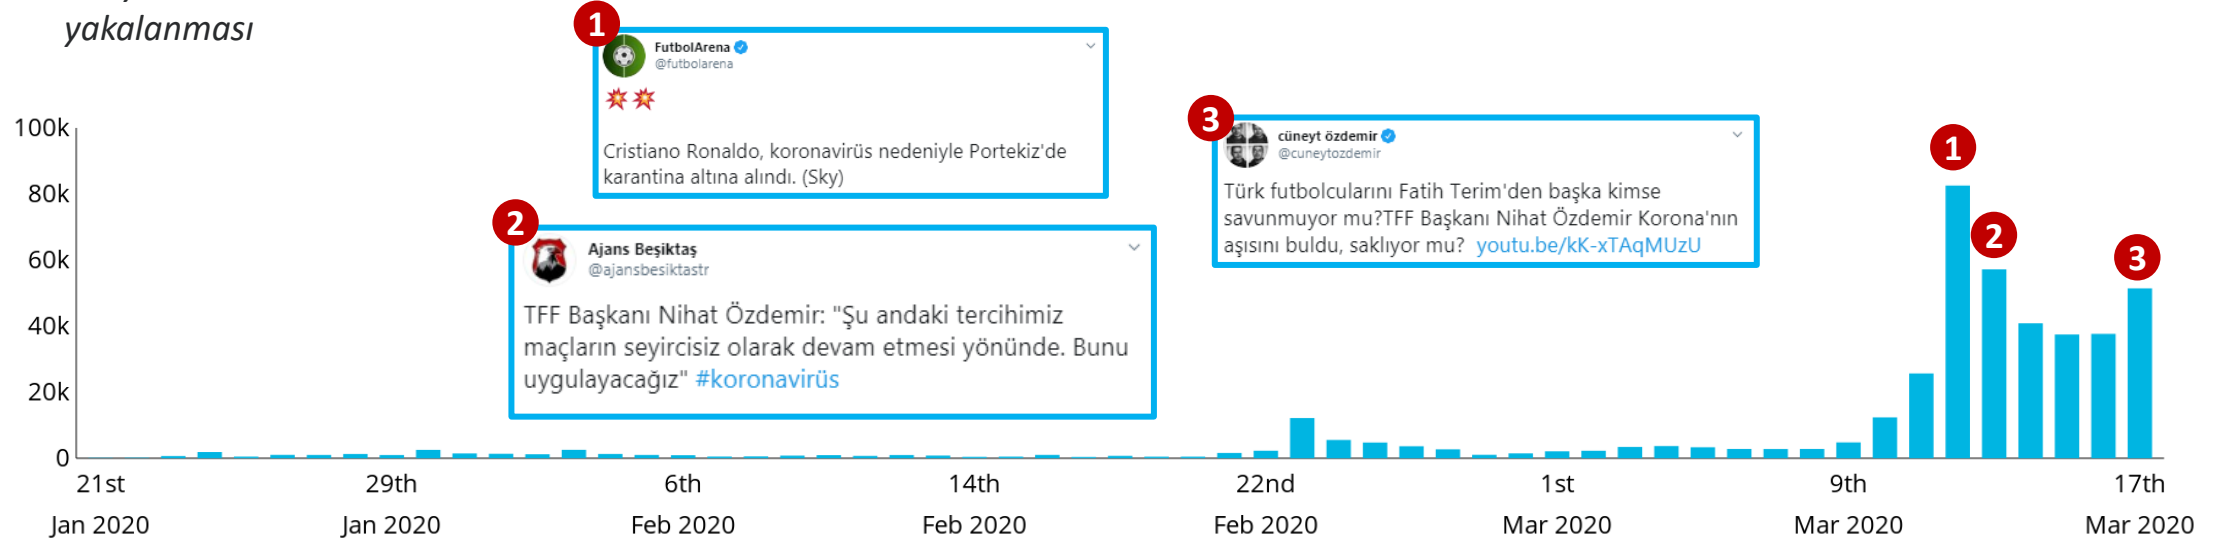 yakalanması
1
FutbolArena
@futbolarena
Cristiano Ronaldo, koronavirüs nedeniyle Portekiz'de
karantina altına alındı. (Sky)
2
Ajans Beşiktaş
@ajansbesiktastr
TFF Başkanı Nihat Özdemir: "Şu andaki tercihimiz
maçların seyircisiz olarak devam etmesi yönünde. Bunu
uygulayacağız" #koronavirüs
3
cüneyt özdemir
@cuneytozdemir
Türk futbolcularını Fatih Terim'den başka kimse
savunmuyor mu?TFF Başkanı Nihat Özdemir Korona'nın
aşısını buldu, saklıyor mu? youtu.be/kK-xTAqMUzU
1
2
3
100k
80k
60k
40k
20k
0
21st 29th 6th 14th 22nd 1st 9th 17th
Jan 2020 Jan 2020 Feb 2020 Feb 2020 Feb 2020 Mar 2020 Mar 2020 Mar 2020